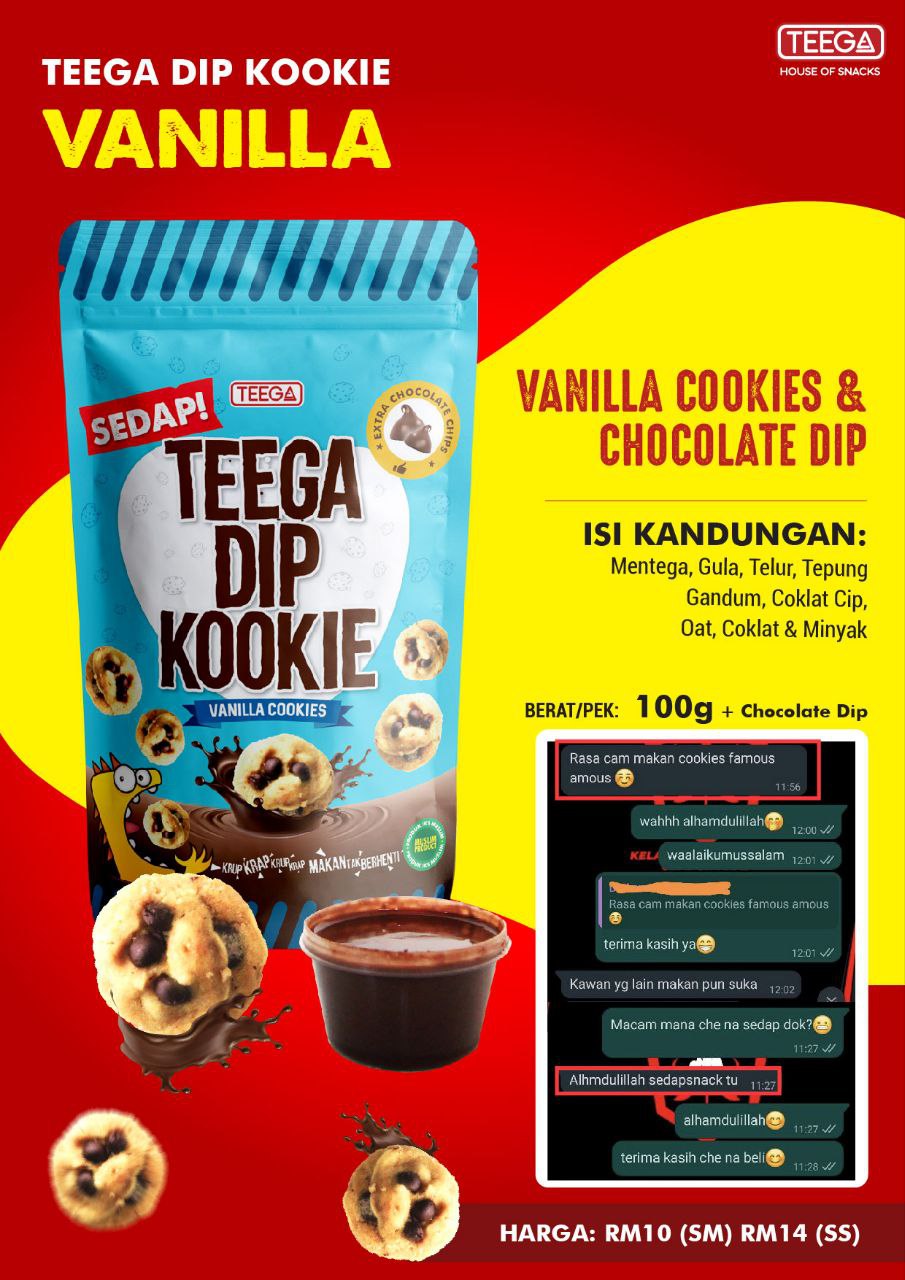 TEEGA
HOUSE OF SNACKS
TEEGA DIP KOOKIE
VANILLA
SEDAP!
TEEGA
EXTRA CHOCOLATE CHIPS
TEEGA
DIP
KOOKIE
VANILLA COOKIES
KRUP KRAP KRUP KRAP MAKAN TAK BERHENTI
MUSLIM
PRODUCT
VANILLA COOKIES &
CHOCOLATE DIP
ISI KANDUNGAN:
Mentega, Gula, Telur, Tepung
Gandum, Coklat Cip,
Oat, Coklat & Minyak
BERAT/PEK: 100g + Chocolate Dip
Rasa cam makan cookies famous
amous 😊 11:56
wahhh alhamdulillah🤭 12:00
KELA
waalaikumussalam 12:01
Rasa cam makan cookies famous amous
😊
terima kasih ya😁 12:01
Kawan yg lain makan pun suka 12:02
Macam mana che na sedap dok?😬
11:27
Alhmdulillah sedapsnack tu 11:27
alhamdulillah😊 11:27
terima kasih che na beli😊 11:28
HARGA: RM10 (SM) RM14 (SS)